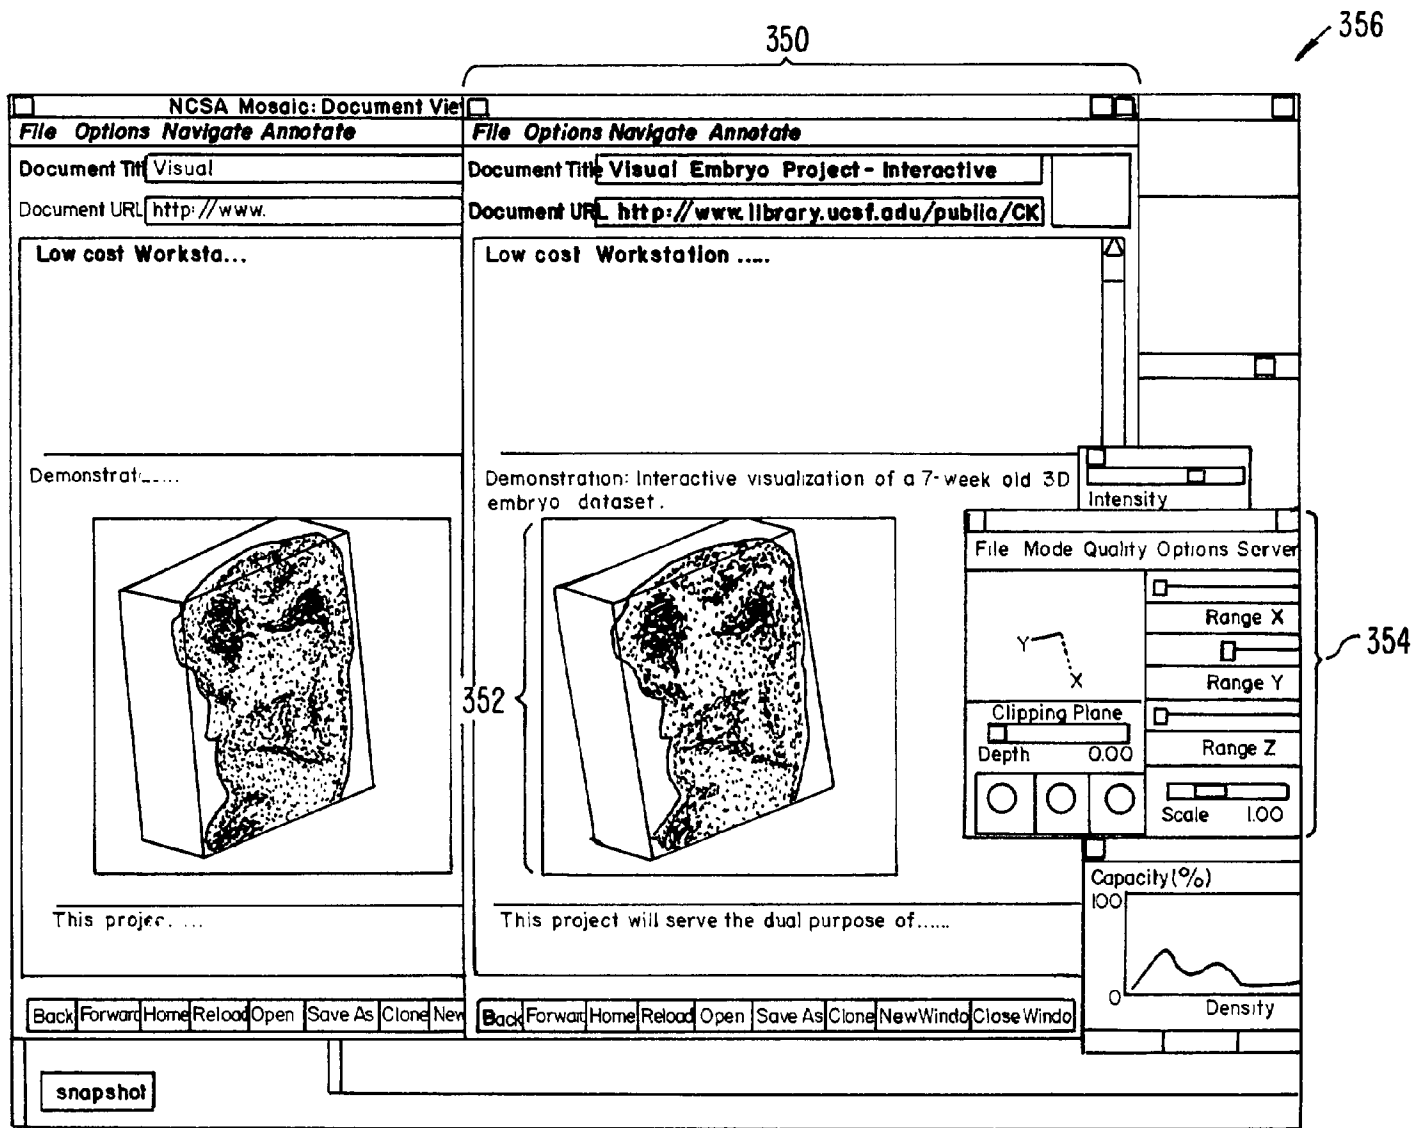 356
350
NCSA Mosaic: Document Vie
File Options Navigate Annotate
Document Titl Visual
Document URL http://www.
Low cost Worksta...
Demonstrat.....
This projec. ...
Back Forward Home Reload Open Save As Clone New
snapshot
File Options Navigate Annotate
Document Title Visual Embryo Project - Interactive
Document URL http://www.library.ucsf.edu/public/CK
Low cost Workstation .....
Demonstration: Interactive visualization of a 7-week old 3D
embryo dataset.
352
This project will serve the dual purpose of......
Back Forward Home Reload Open Save As Clone NewWindo CloseWindo
Intensity
File Mode Quality Options Server
Range X
Y
X
Range Y
354
Clipping Plane
Depth 0.00
Range Z
Scale 1.00
Capacity (%)
100
0
Density